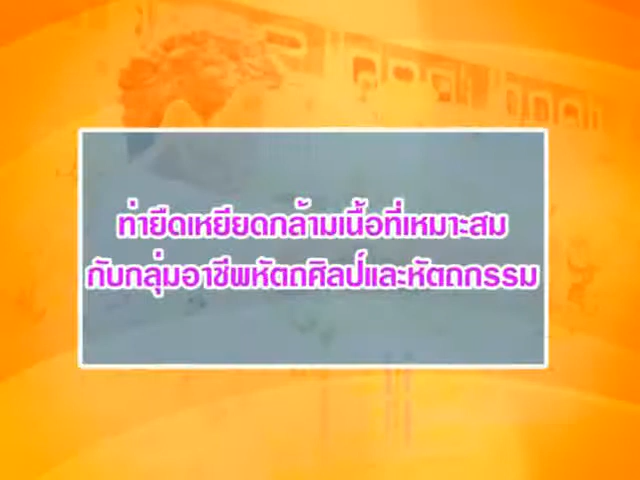 ท่ายืดเหยียดกล้ามเนื้อที่เหมาะสม
กับกลุ่มอาชีพหัตถศิลป์และหัตถกรรม